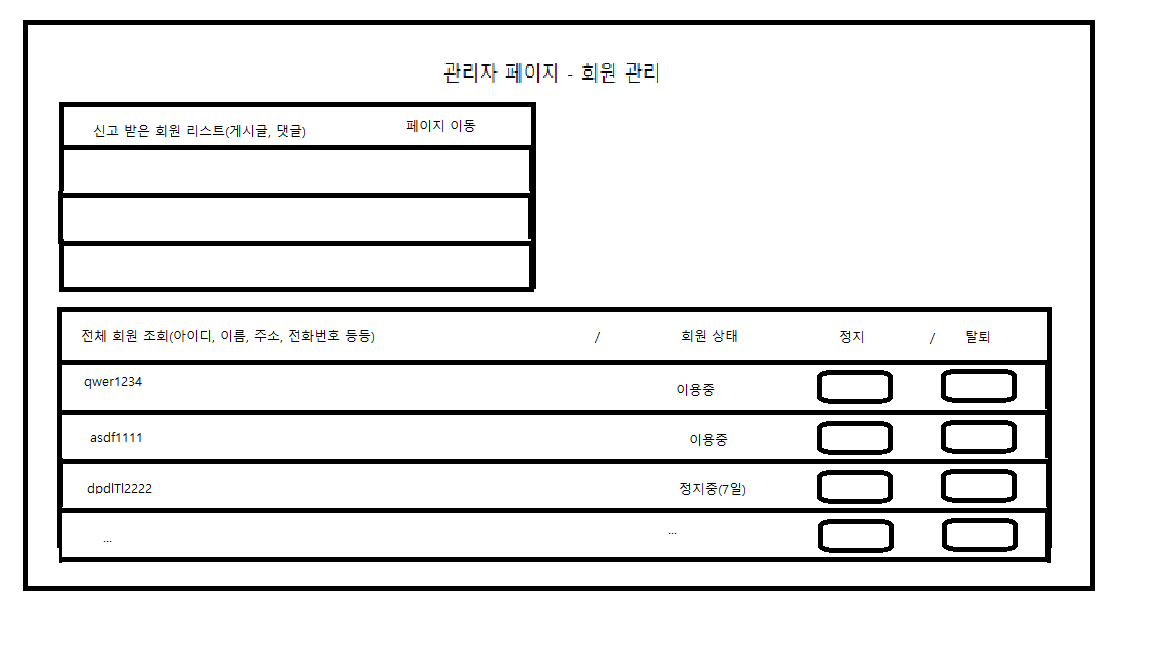 관리자 페이지 - 회원 관리
신고 받은 회원 리스트(게시글, 댓글) 페이지 이동
전체 회원 조회(아이디, 이름, 주소, 전화번호 등등) / 회원 상태 정지 / 탈퇴
qwer1234 이용중
asdf1111 이용중
dpdlTl2222 정지중(7일)
... ...